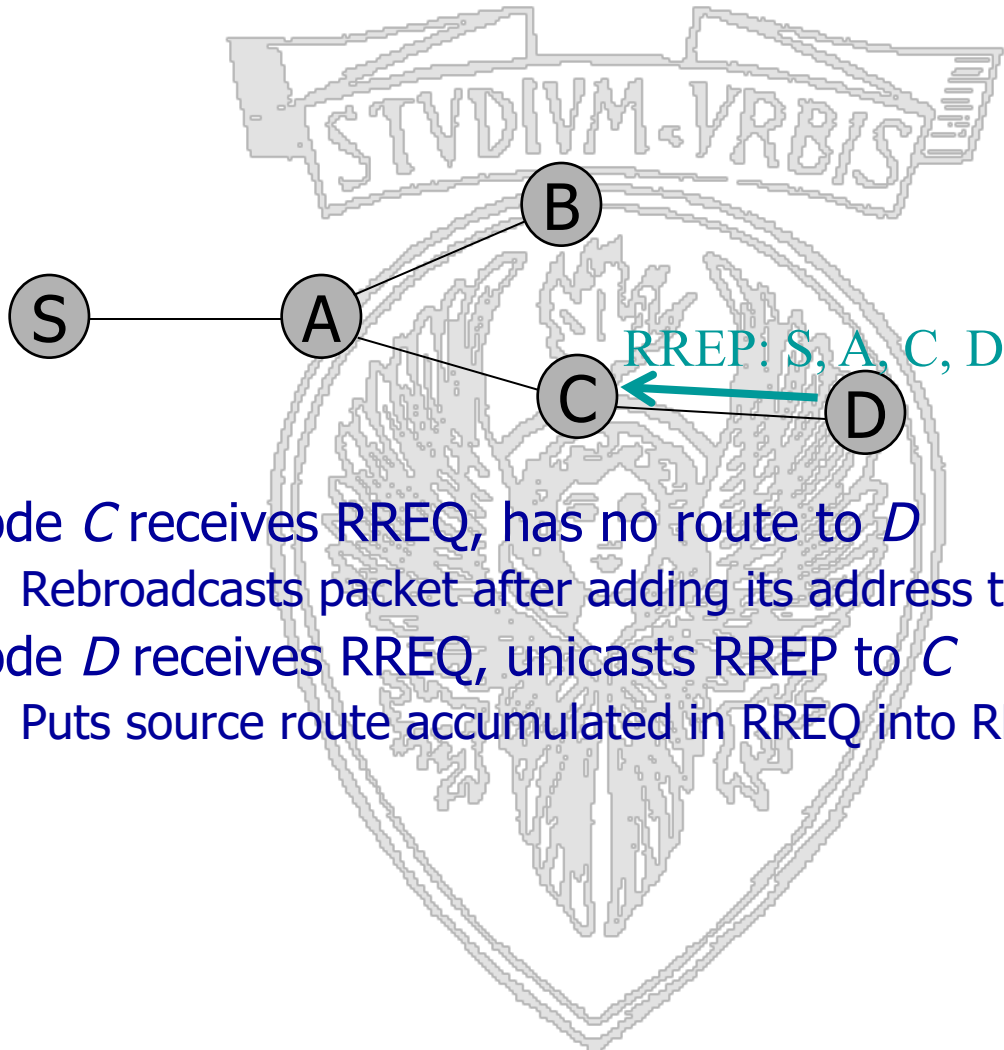 STVDIVM VRBIS
B
S
A
RREP: S, A, C, D
C
D
ode C receives RREQ, has no route to D
Rebroadcasts packet after adding its address t
ode D receives RREQ, unicasts RREP to C
Puts source route accumulated in RREQ into R